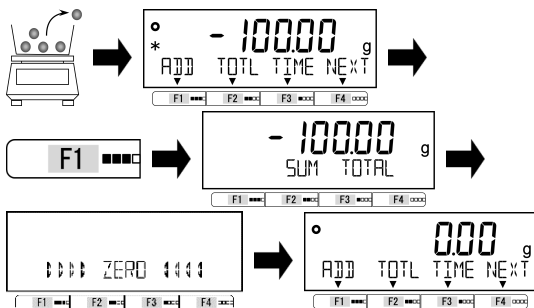 * - 100.00 g
ADD TOTL TIME NEXT
F1 F2 F3 F4
F1
- 100.00 g
SUM TOTAL
F1 F2 F3 F4
ZERO
F1 F2 F3 F4
0.00 g
ADD TOTL TIME NEXT
F1 F2 F3 F4